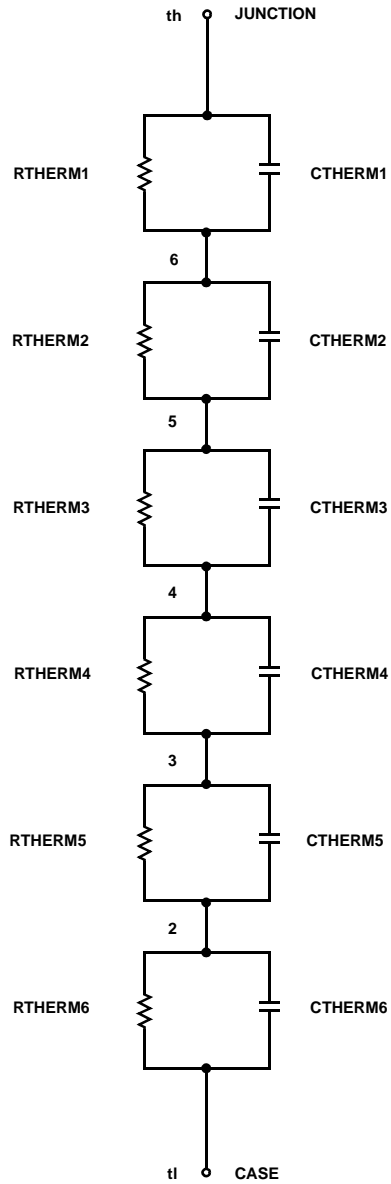 th JUNCTION
RTHERM1 CTHERM1
6
RTHERM2 CTHERM2
5
RTHERM3 CTHERM3
4
RTHERM4 CTHERM4
3
RTHERM5 CTHERM5
2
RTHERM6 CTHERM6
tl CASE